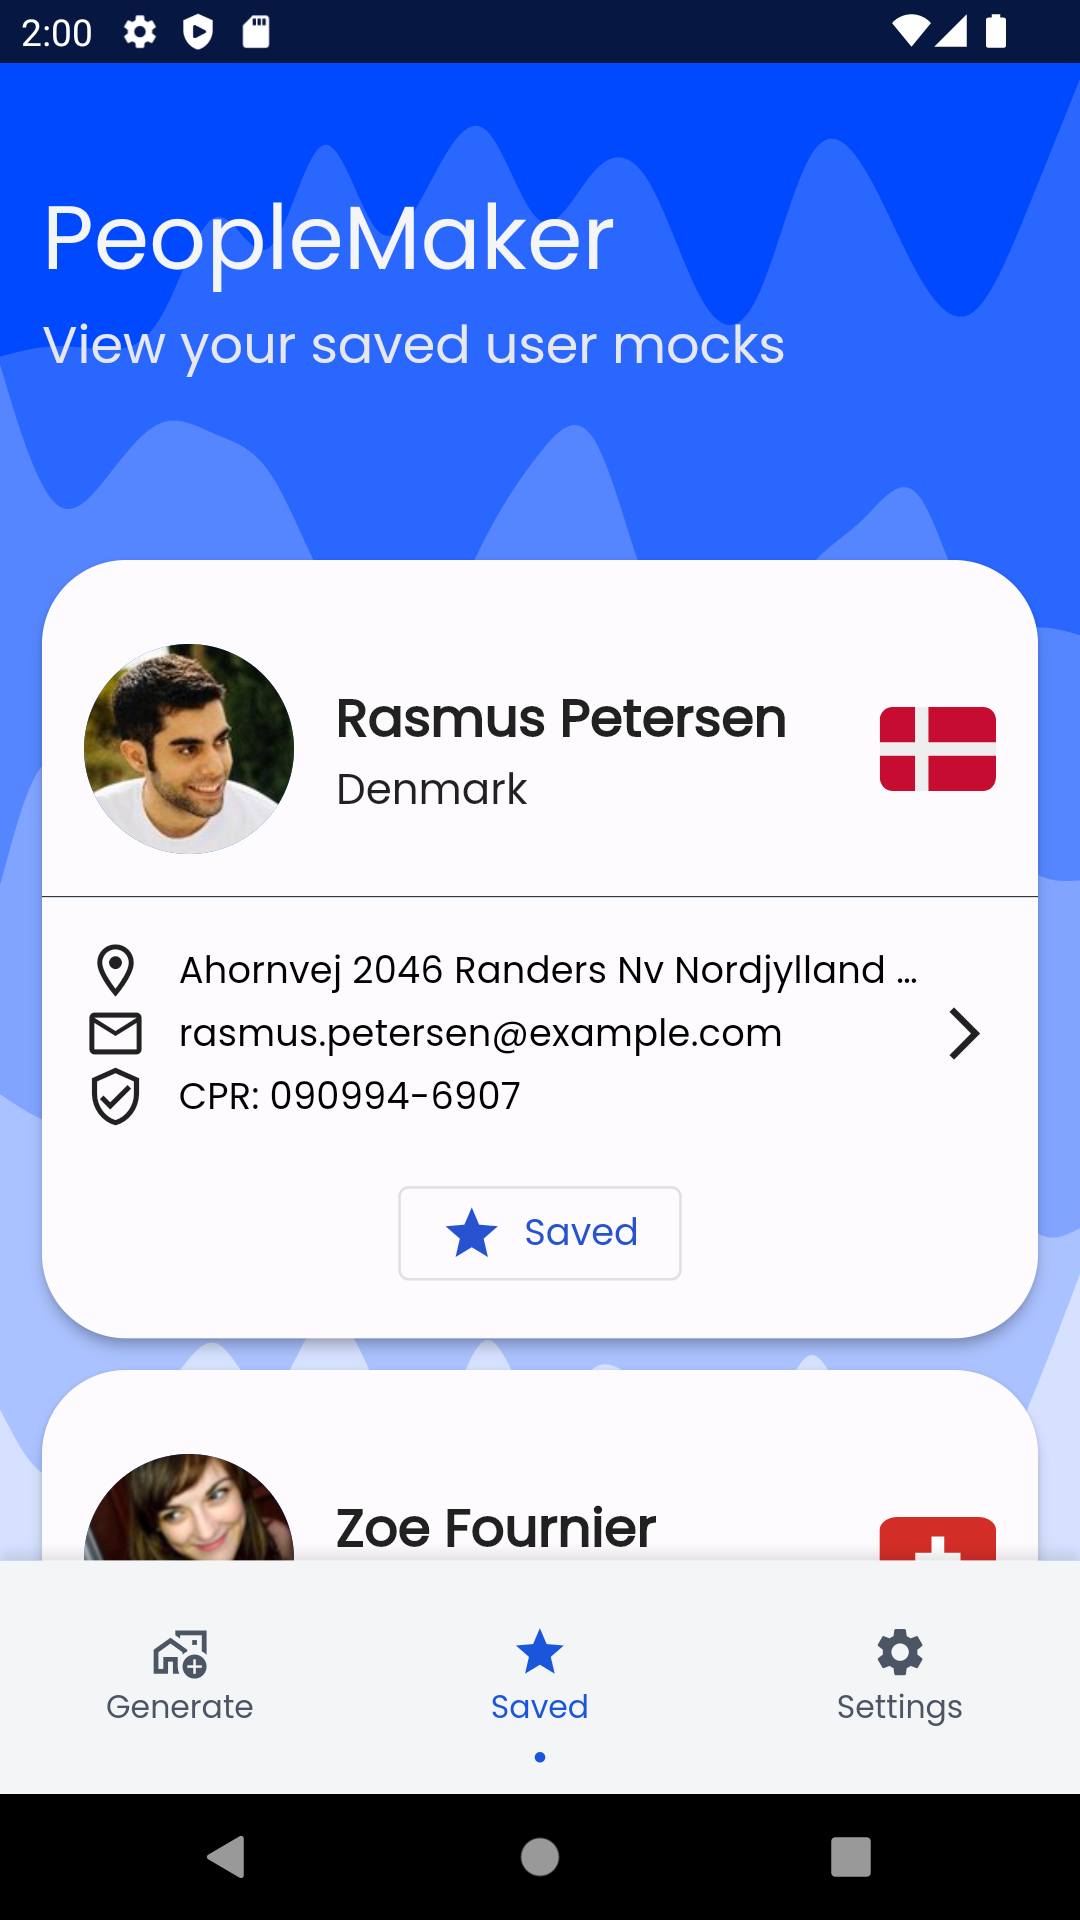 2:00
PeopleMaker
View your saved user mocks
Rasmus Petersen
Denmark
Ahornvej 2046 Randers Nv Nordjylland ...
rasmus.petersen@example.com
CPR: 090994-6907
Saved
Zoe Fournier
Generate
Saved
Settings